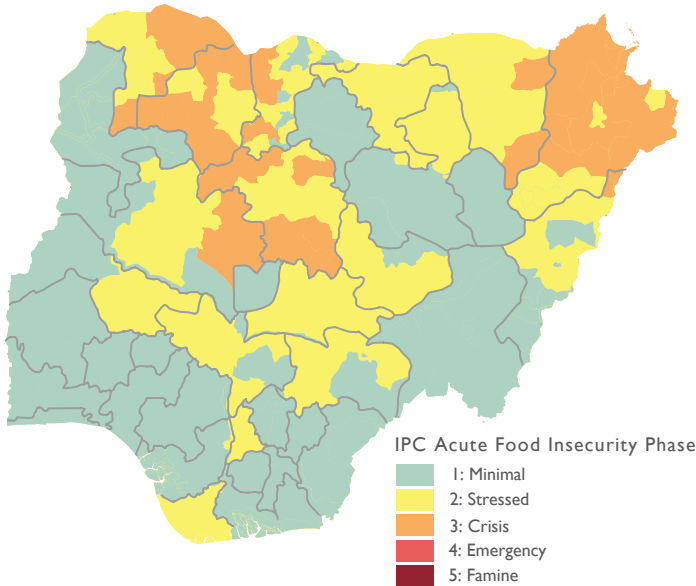 IPC Acute Food Insecurity Phase
1: Minimal
2: Stressed
3: Crisis
4: Emergency
5: Famine